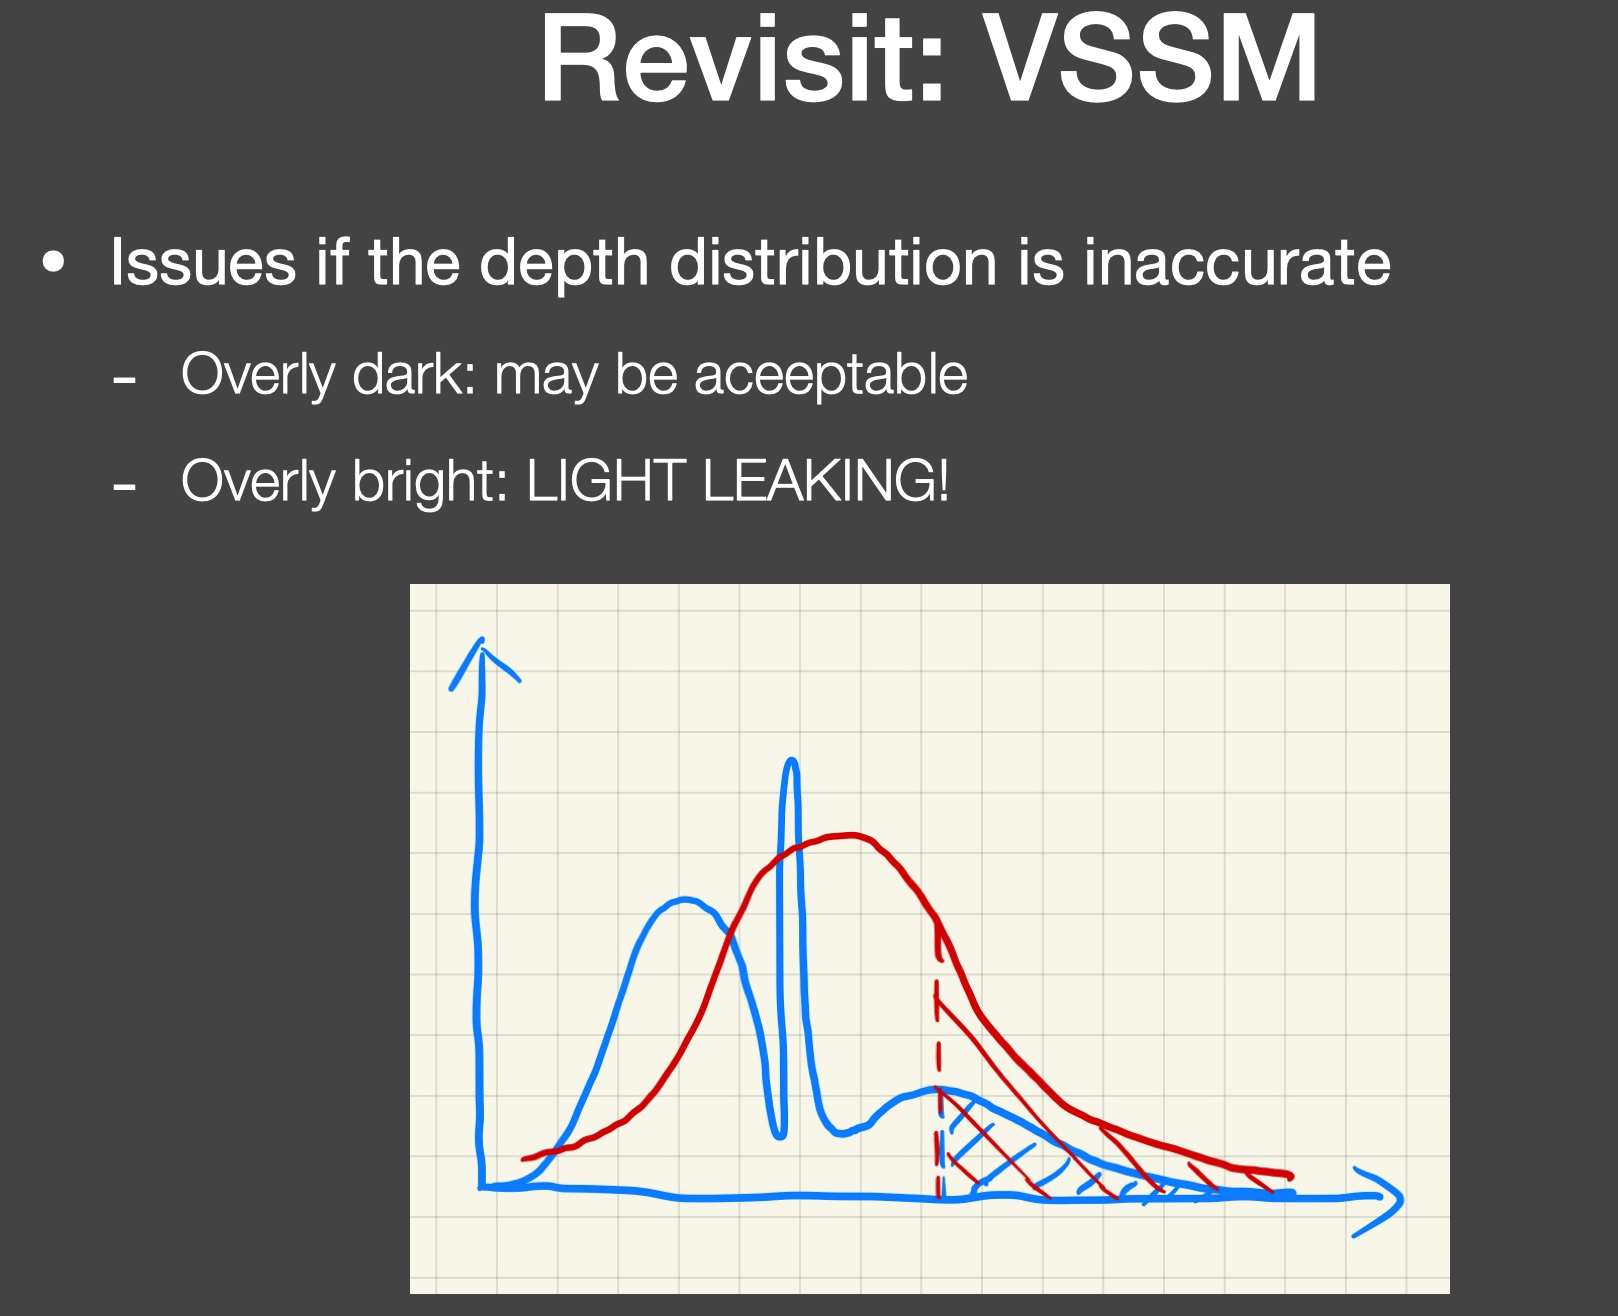 Revisit: VSSM
• Issues if the depth distribution is inaccurate
- Overly dark: may be aceeptable
- Overly bright: LIGHT LEAKING!